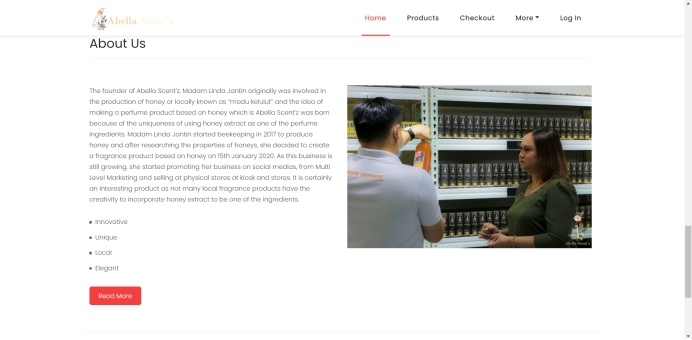 Abella Scent'z
Home
Products
Checkout
More
Log In
About Us
The founder of Abella Scent'z, Madam Linda Jantin originally was involved in
the production of honey or locally known as "madu kelulut" and the idea of
making a perfume product based on honey which is Abella Scent'z was born
because of the uniqueness of using honey extract as one of the perfume
ingredients. Madam Linda Jantin started beekeeping in 2017 to produce
honey and after researching the properties of honeys, she decided to create
a fragrance product based on honey on 15th January 2020. As this business is
still growing, she started promoting her business on social medias, from Multi
Level Marketing and selling at physical stores at kiosk and stores. It is certainly
an interesting product as not many local fragrance products have the
creativity to incorporate honey extract to be one of the ingredients.
Innovative
Unique
Local
Elegant
Read More